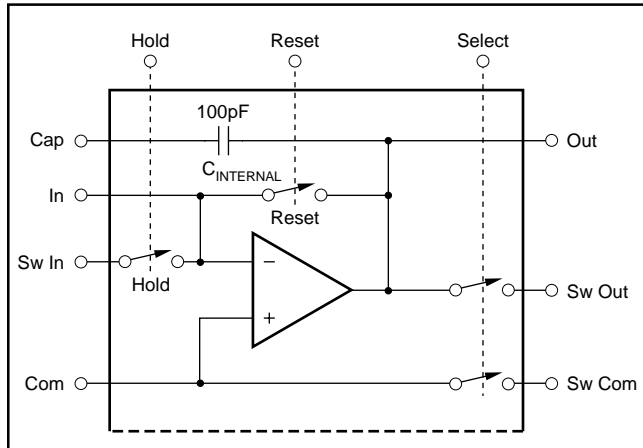 Hold
Reset
Select
100pF
Cap
Out
C_INTERNAL
In
Reset
Sw In
Hold
−
Sw Out
+
Com
Sw Com